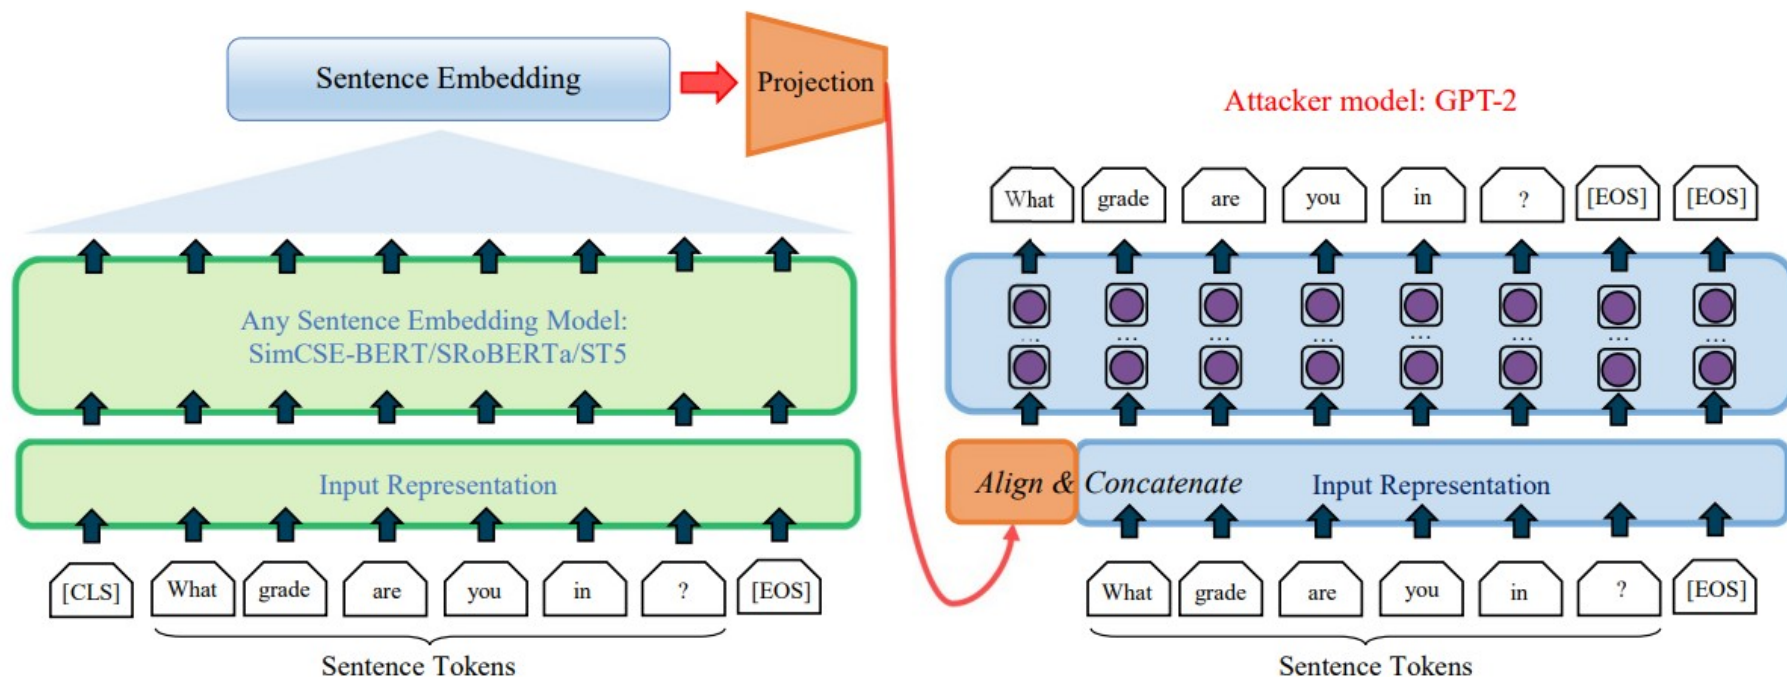 Sentence Embedding
Projection
Any Sentence Embedding Model:
SimCSE-BERT/SRoBERTa/ST5
Input Representation
[CLS] What grade are you in ? [EOS]
Sentence Tokens
Attacker model: GPT-2
What grade are you in ? [EOS] [EOS]
... ... ... ... ... ... ... ...
Align & Concatenate Input Representation
What grade are you in ? [EOS]
Sentence Tokens